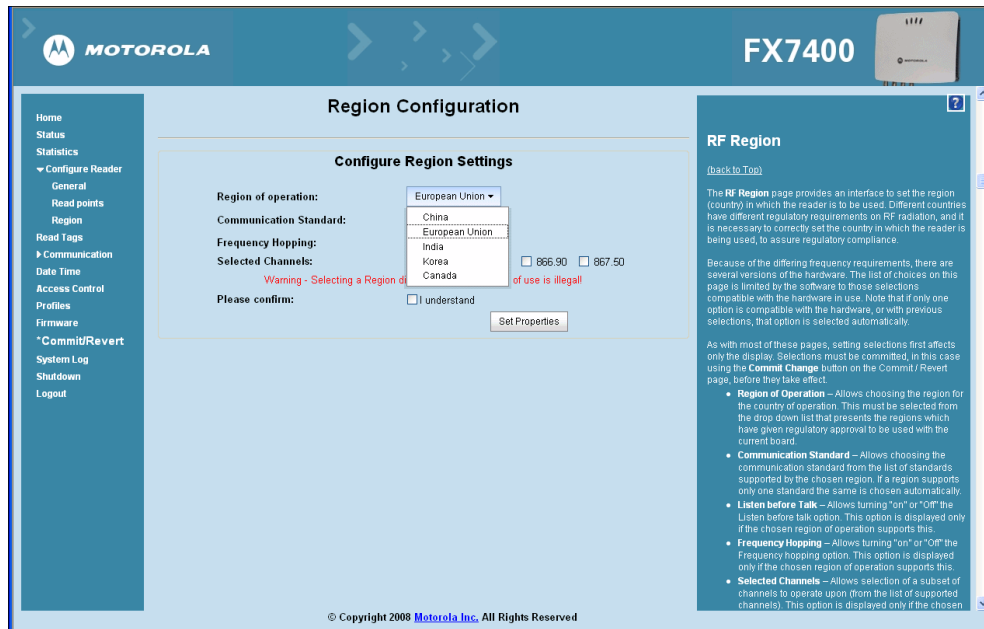 MOTOROLA
FX7400
MOTOROLA
Home
Status
Statistics
Configure Reader
General
Read points
Region
Read Tags
Communication
Date Time
Access Control
Profiles
Firmware
*Commit/Revert
System Log
Shutdown
Logout
Region Configuration
Configure Region Settings
Region of operation:
European Union
China
European Union
India
Korea
Canada
Communication Standard:
Frequency Hopping:
Selected Channels:
866.90
867.50
Warning - Selecting a Region di
of use is illegal!
Please confirm:
I understand
Set Properties
?
RF Region
(back to Top)
The RF Region page provides an interface to set the region
(country) in which the reader is to be used. Different countries
have different regulatory requirements on RF radiation, and it
is necessary to correctly set the country in which the reader is
being used, to assure regulatory compliance.
Because of the differing frequency requirements, there are
several versions of the hardware. The list of choices on this
page is limited by the software to those selections
compatible with the hardware in use. Note that if only one
option is compatible with the hardware, or with previous
selections, that option is selected automatically.
As with most of these pages, setting selections first affects
only the display. Selections must be committed, in this case
using the Commit Change button on the Commit / Revert
page, before they take effect.
• Region of Operation – Allows choosing the region for
the country of operation. This must be selected from
the drop down list that presents the regions which
have given regulatory approval to be used with the
current board.
• Communication Standard – Allows choosing the
communication standard from the list of standards
supported by the chosen region. If a region supports
only one standard the same is chosen automatically.
• Listen before Talk – Allows turning "on" or "Off" the
Listen before talk option. This option is displayed only
if the chosen region of operation supports this.
• Frequency Hopping – Allows turning "on" or "Off" the
Frequency hopping option. This option is displayed
only if the chosen region of operation supports this.
• Selected Channels – Allows selection of a subset of
channels to operate upon (from the list of supported
channels). This option is displayed only if the chosen
© Copyright 2008 Motorola Inc. All Rights Reserved